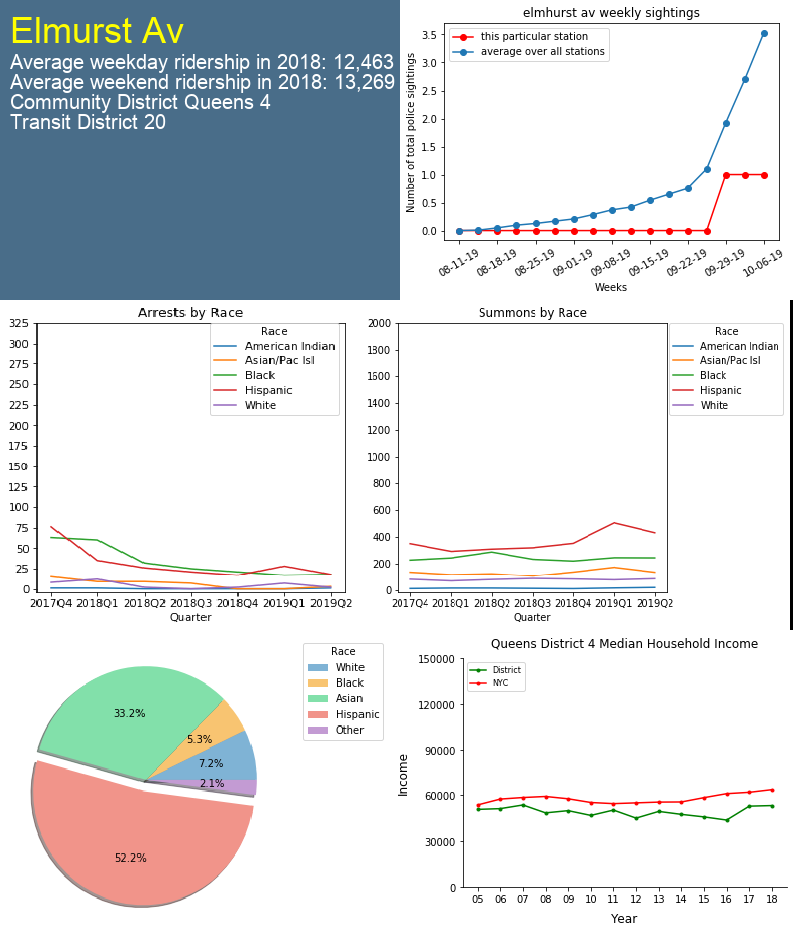 Elmurst Av
Average weekday ridership in 2018: 12,463
Average weekend ridership in 2018: 13,269
Community District Queens 4
Transit District 20
elmhurst av weekly sightings
this particular station
average over all stations
Number of total police sightings
3.5
3.0
2.5
2.0
1.5
1.0
0.5
0.0
08-11-19 08-18-19 08-25-19 09-01-19 09-08-19 09-15-19 09-22-19 09-29-19 10-06-19
Weeks
Arrests by Race
Race
American Indian
Asian/Pac Isl
Black
Hispanic
White
325
300
275
250
225
200
175
150
125
100
75
50
25
0
2017Q4 2018Q1 2018Q2 2018Q3 2018Q4 2019Q1 2019Q2
Quarter
Summons by Race
Race
American Indian
Asian/Pac Isl
Black
Hispanic
White
2000
1800
1600
1400
1200
1000
800
600
400
200
0
2017Q4 2018Q1 2018Q2 2018Q3 2018Q4 2019Q1 2019Q2
Quarter
Race
White
Black
Asian
Hispanic
Other
33.2%
5.3%
7.2%
2.1%
52.2%
Queens District 4 Median Household Income
District
NYC
Income
150000
120000
90000
60000
30000
0
05 06 07 08 09 10 11 12 13 14 15 16 17 18
Year